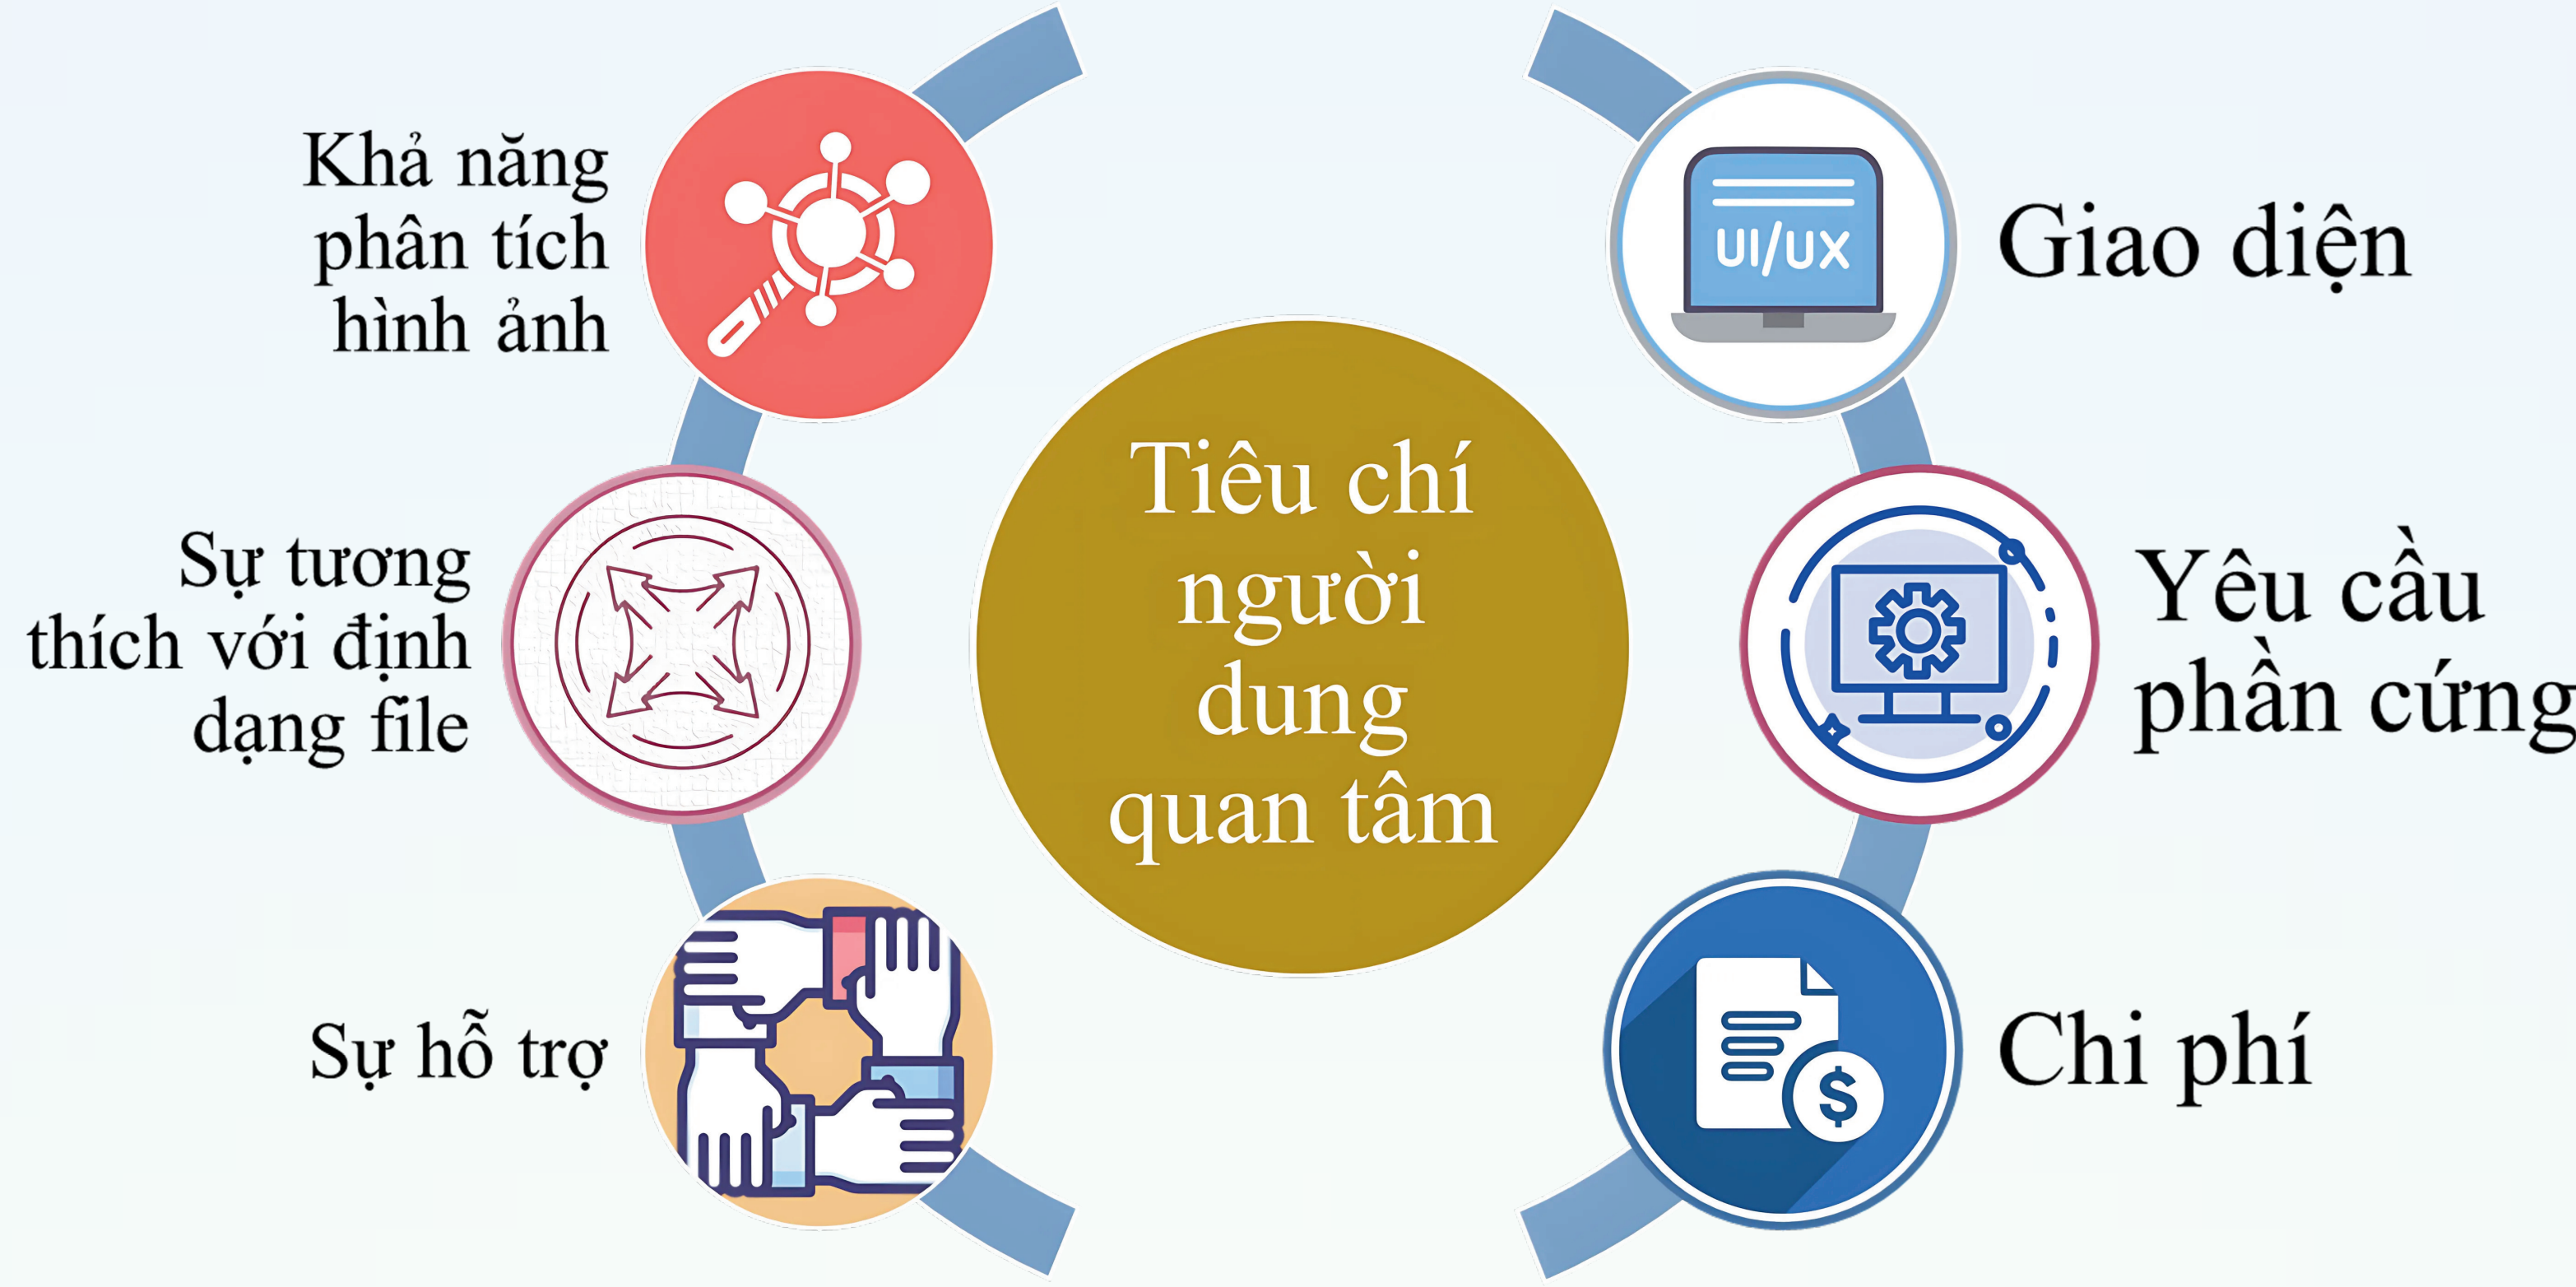 Khả năng
phân tích
hình ảnh
Sự tương
thích với định
dạng file
Sự hỗ trợ
Tiêu chí
người
dung
quan tâm
UI/UX
Giao diện
Yêu cầu
phần cứng
$
Chi phí